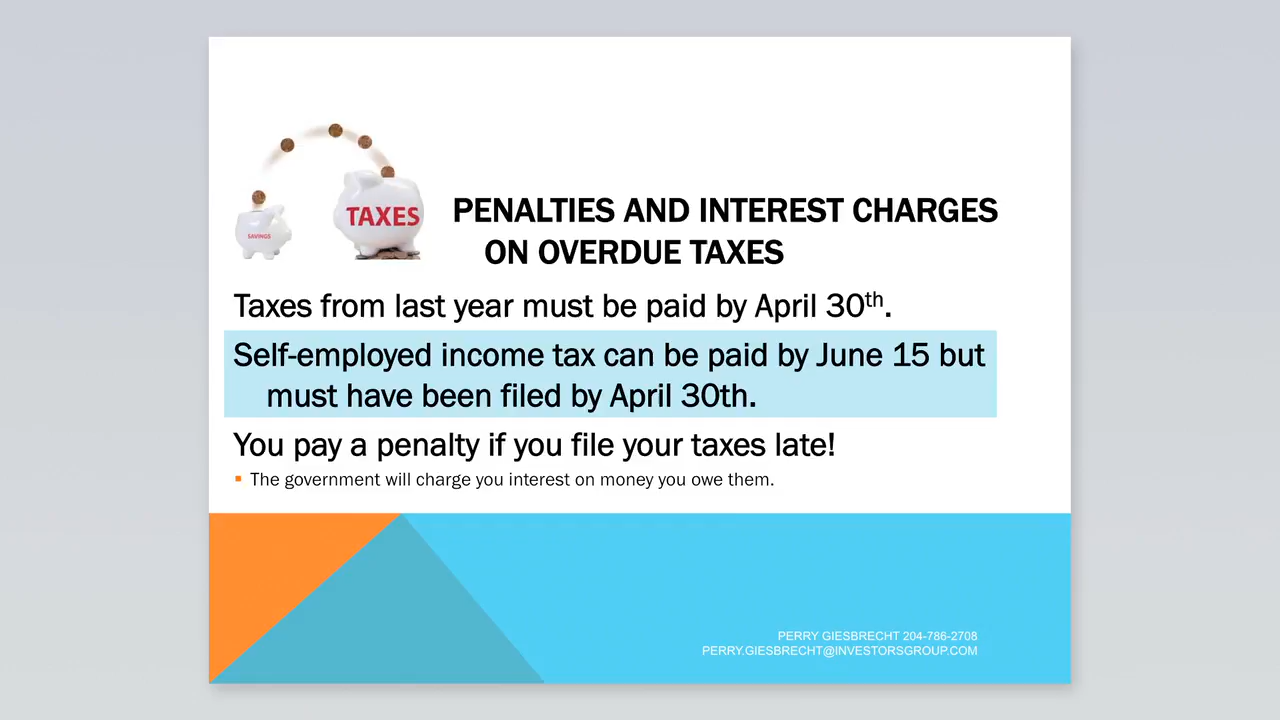 TAXES
SAVINGS
PENALTIES AND INTEREST CHARGES
ON OVERDUE TAXES
Taxes from last year must be paid by April 30th.
Self-employed income tax can be paid by June 15 but
must have been filed by April 30th.
You pay a penalty if you file your taxes late!
The government will charge you interest on money you owe them.
PERRY GIESBRECHT 204-786-2708
PERRY.GIESBRECHT@INVESTORSGROUP.COM